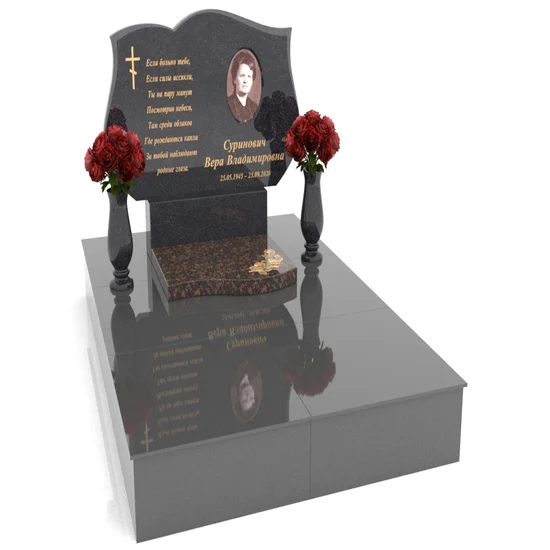 Если больно тебе,
Если силы иссякли,
Ты на пару минут
Посмотри в небеса,
Там среди облаков
Где рождаются капли
За тобой наблюдают
родные глаза.
Суринович
Вера Владимировна
25.05.1945 - 25.09.2020